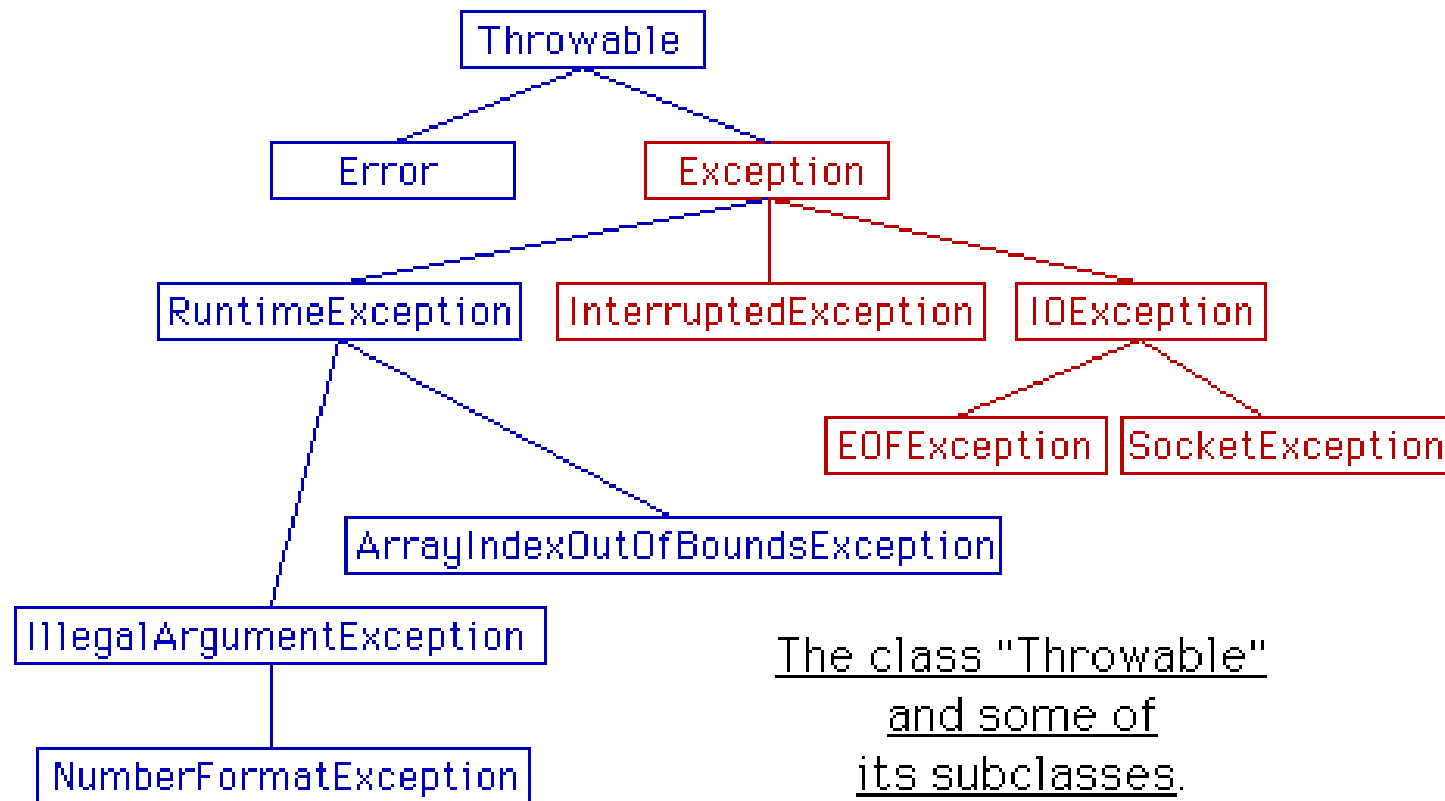 Throwable
Error
Exception
RuntimeException
InterruptedException
IOException
EOFException
SocketException
ArrayIndexOutOfBoundsException
IllegalArgumentException
NumberFormatException
The class "Throwable"
and some of
its subclasses.